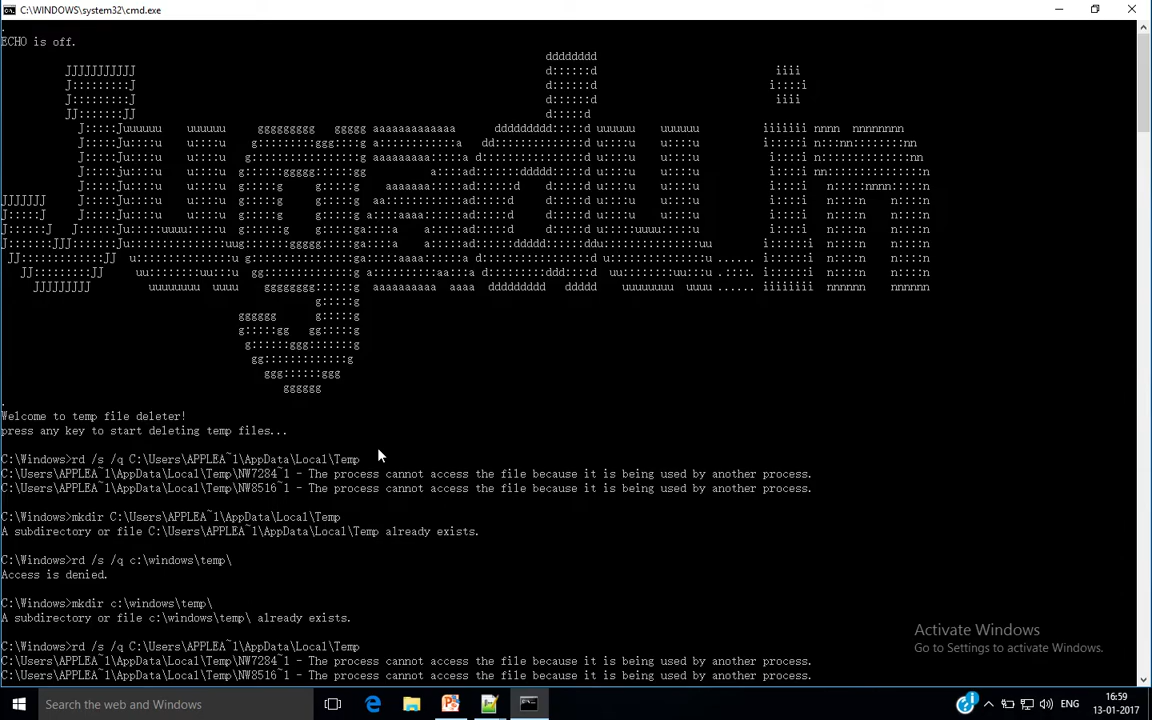 C:\WINDOWS\system32\cmd.exe
.
ECHO is off.
Jugaadu.in
.
Welcome to temp file deleter!
press any key to start deleting temp files...
C:\Windows>rd /s /q C:\Users\APPLEA~1\AppData\Local\Temp
C:\Users\APPLEA~1\AppData\Local\Temp\NW7284~1 - The process cannot access the file because it is being used by another process.
C:\Users\APPLEA~1\AppData\Local\Temp\NW8516~1 - The process cannot access the file because it is being used by another process.
C:\Windows>mkdir C:\Users\APPLEA~1\AppData\Local\Temp
A subdirectory or file C:\Users\APPLEA~1\AppData\Local\Temp already exists.
C:\Windows>rd /s /q c:\windows\temp\
Access is denied.
C:\Windows>mkdir c:\windows\temp\
A subdirectory or file c:\windows\temp\ already exists.
C:\Windows>rd /s /q C:\Users\APPLEA~1\AppData\Local\Temp
C:\Users\APPLEA~1\AppData\Local\Temp\NW7284~1 - The process cannot access the file because it is being used by another process.
C:\Users\APPLEA~1\AppData\Local\Temp\NW8516~1 - The process cannot access the file because it is being used by another process.
Activate Windows
Go to Settings to activate Windows.
Search the web and Windows
ENG
16:59
13-01-2017